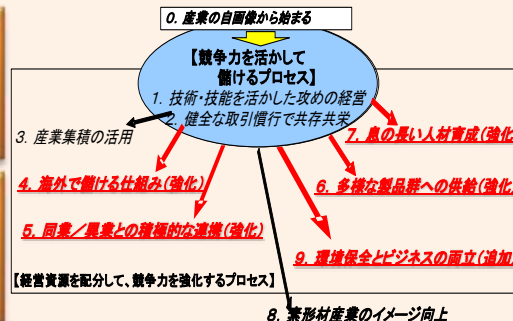 0. 産業の自画像から始まる
【競争力を活かして
儲けるプロセス】
1. 技術・技能を活かした攻めの経営
2. 健全な取引慣行で共存共栄
3. 産業集積の活用
7. 息の長い人材育成(強化
4. 海外で儲ける仕組み(強化)
6. 多様な製品群への供給(強化
5. 同業/異業との積極的な連携(強化)
9. 環境保全とビジネスの両立(追加
【経営資源を配分して、競争力を強化するプロセス】
8. 素形材産業のイメージ向上